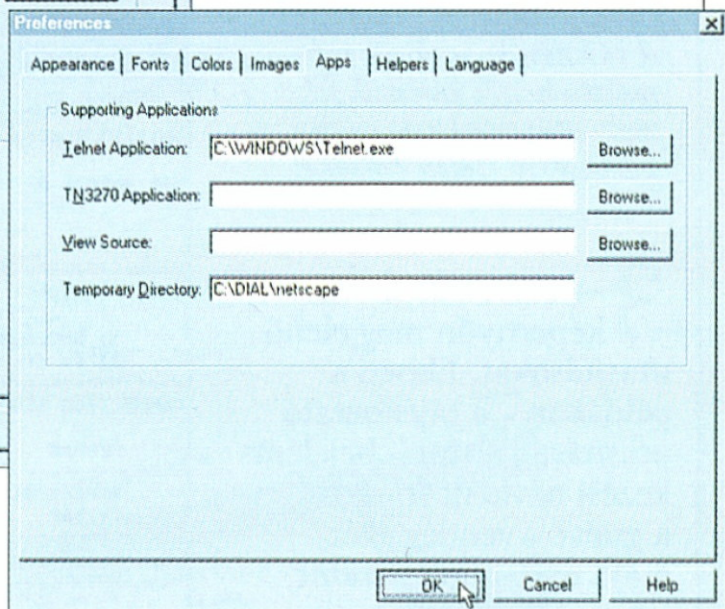 Preferences
Appearance Fonts Colors Images Apps Helpers Language
Supporting Applications
Telnet Application: C:\WINDOWS\Telnet.exe Browse...
TN3270 Application: Browse...
View Source: Browse...
Temporary Directory: C:\DIAL\netscape
OK Cancel Help